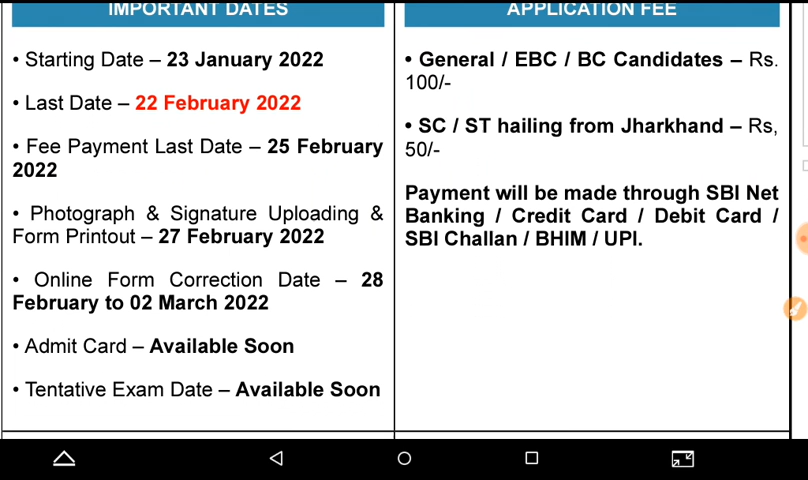 IMPORTANT DATES
• Starting Date – 23 January 2022
• Last Date – 22 February 2022
• Fee Payment Last Date – 25 February
2022
• Photograph & Signature Uploading &
Form Printout – 27 February 2022
• Online Form Correction Date – 28
February to 02 March 2022
• Admit Card – Available Soon
• Tentative Exam Date – Available Soon
APPLICATION FEE
• General / EBC / BC Candidates – Rs.
100/-
• SC / ST hailing from Jharkhand – Rs,
50/-
Payment will be made through SBI Net
Banking / Credit Card / Debit Card /
SBI Challan / BHIM / UPI.